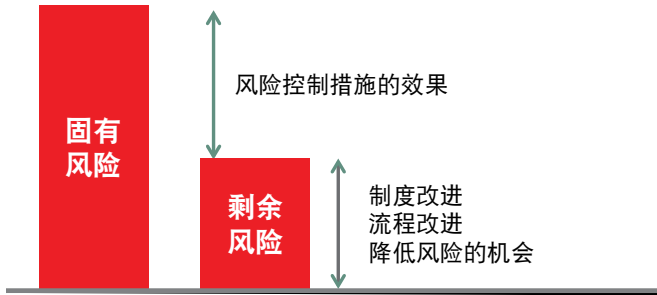 固有
风险
风险控制措施的效果
剩余
风险
制度改进
流程改进
降低风险的机会